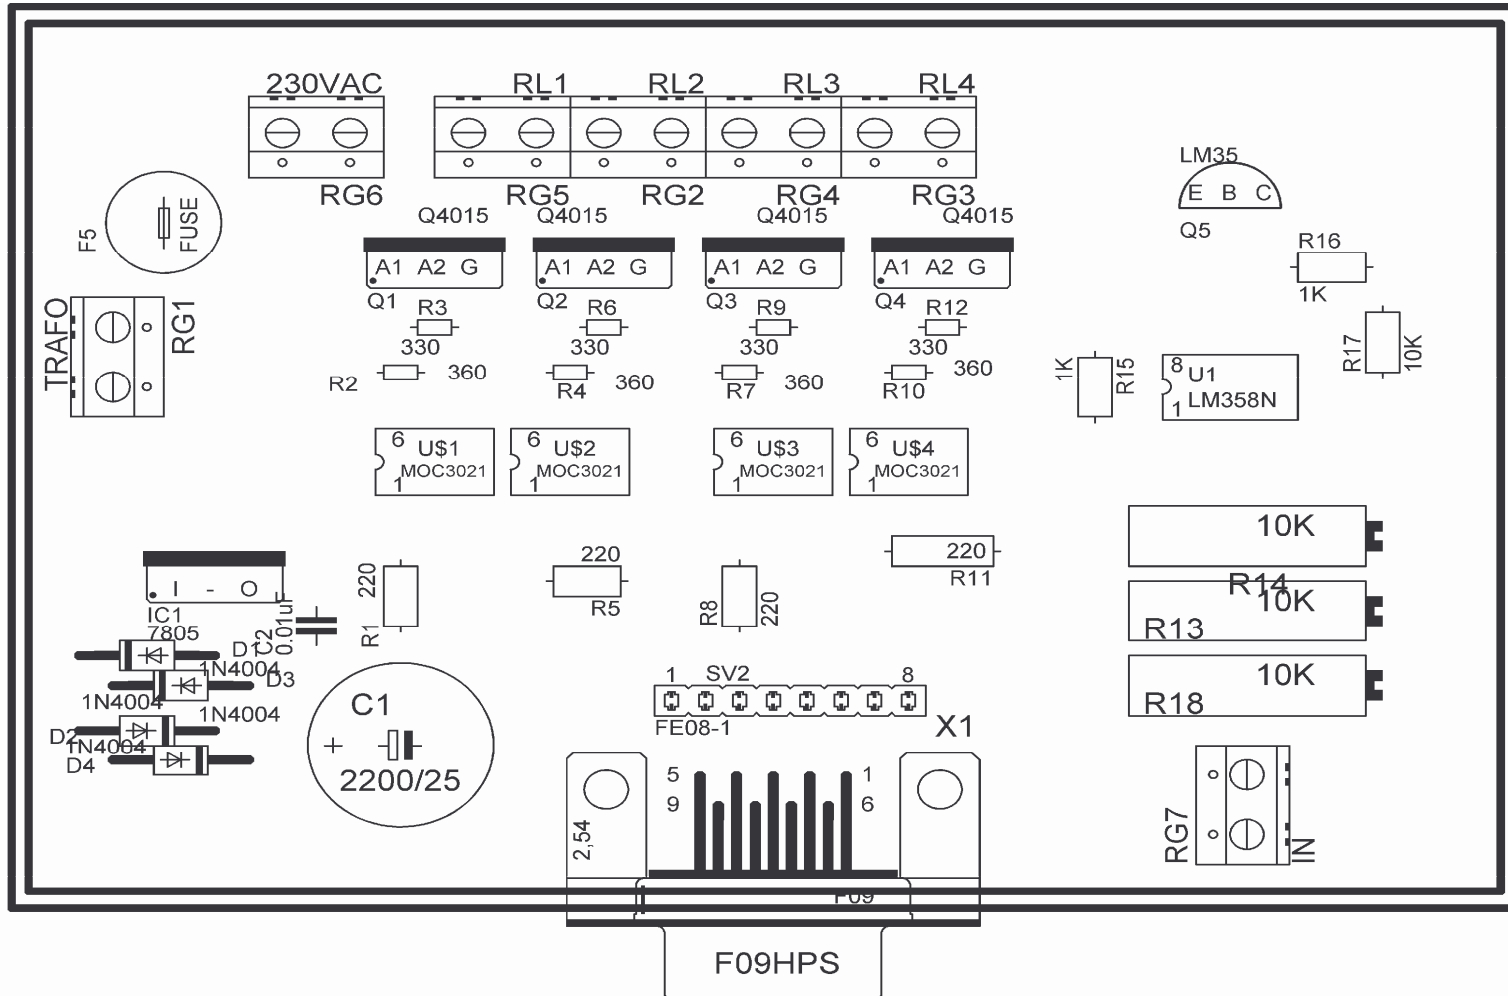 230VAC RL1 RL2 RL3 RL4
RG6 RG5 RG2 RG4 RG3
LM35
E B C
Q5
F5 FUSE
Q4015 Q4015 Q4015 Q4015
A1 A2 G A1 A2 G A1 A2 G A1 A2 G
Q1 Q2 Q3 Q4
R16
1K
TRAFO RG1
R3 R6 R9 R12
330 330 330 330
R2 360 R4 360 R7 360 R10 360
1K R15
8 U1
1 LM358N
R17 10K
6 U$1 6 U$2 6 U$3 6 U$4
MOC3021 MOC3021 MOC3021 MOC3021
1 1 1 1
10K
R14
10K
R13
10K
R18
I - O
IC1
7805
C2 0.01uF
R1 220
220
R5
R8 220
220
R11
D1
1N4004
D3
1N4004
1N4004
D2
1N4004
D4
C1
+
2200/25
1 SV2 8
FE08-1
X1
5 1
9 6
2,54
F09
F09HPS
RG7 IN